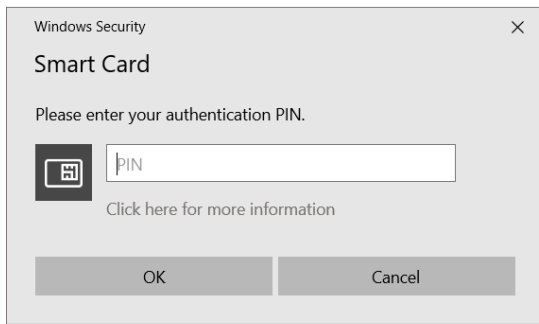 Windows Security
Smart Card
Please enter your authentication PIN.
PIN
Click here for more information
OK
Cancel